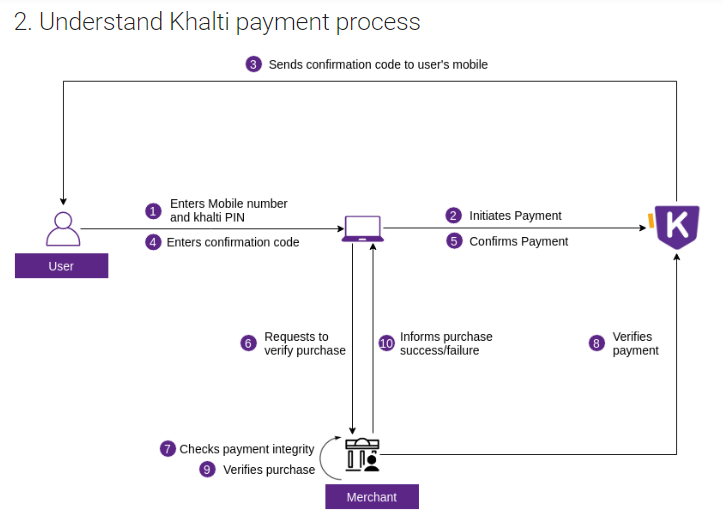 2. Understand Khalti payment process
3 Sends confirmation code to user's mobile
1 Enters Mobile number
and khalti PIN
2 Initiates Payment
K
4 Enters confirmation code
5 Confirms Payment
User
6 Requests to
verify purchase
10 Informs purchase
success/failure
8 Verifies
payment
7 Checks payment integrity
9 Verifies purchase
Merchant